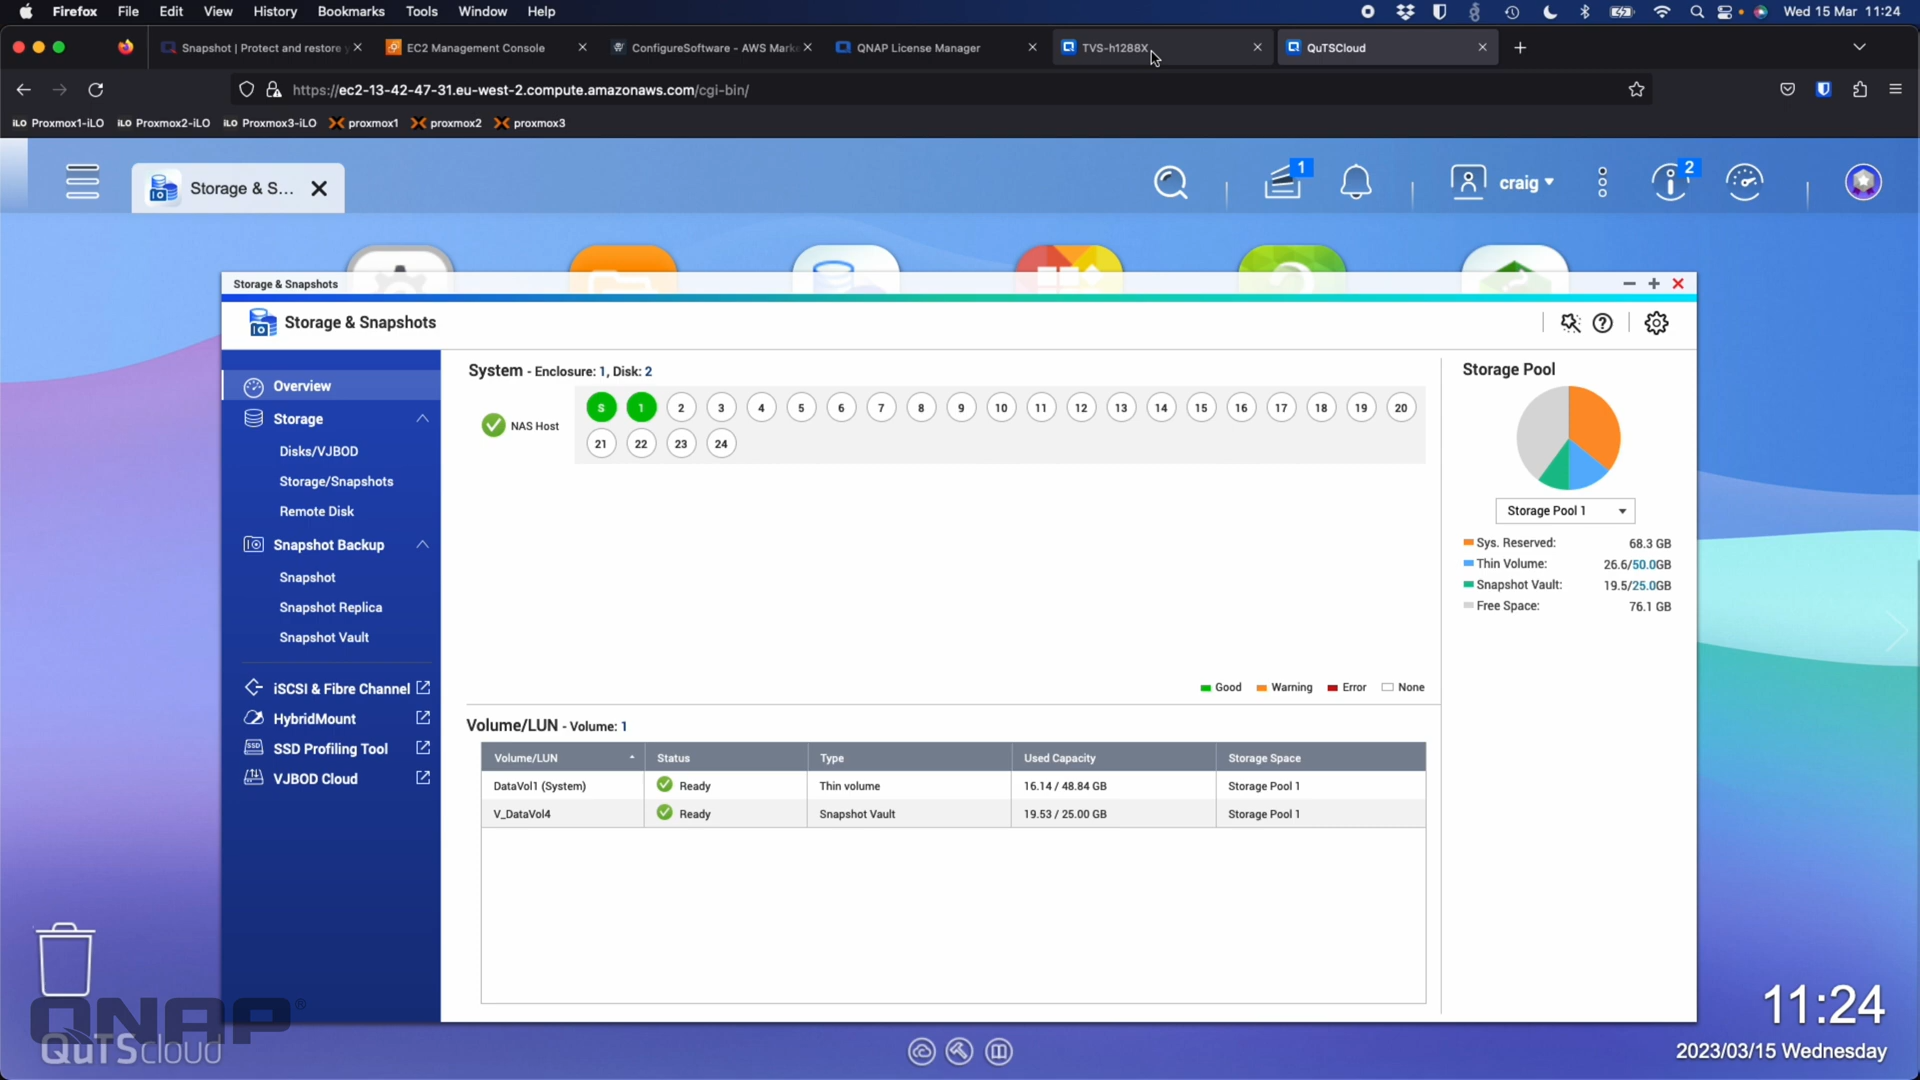 Firefox File Edit View History Bookmarks Tools Window Help Wed 15 Mar 11:24
Snapshot | Protect and restore y EC2 Management Console ConfigureSoftware - AWS Mark QNAP License Manager TVS-h1288X QuTSCloud
https://ec2-13-42-47-31.eu-west-2.compute.amazonaws.com/cgi-bin/
iLO Proxmox1-iLO iLO Proxmox2-iLO iLO Proxmox3-iLO proxmox1 proxmox2 proxmox3
Storage & S... 1 craig 2
Storage & Snapshots
Storage & Snapshots
Overview
Storage
Disks/VJBOD
Storage/Snapshots
Remote Disk
Snapshot Backup
Snapshot
Snapshot Replica
Snapshot Vault
iSCSI & Fibre Channel
HybridMount
SSD Profiling Tool
VJBOD Cloud
System - Enclosure: 1, Disk: 2
NAS Host
S 1 2 3 4 5 6 7 8 9 10 11 12 13 14 15 16 17 18 19 20
21 22 23 24
Good Warning Error None
Storage Pool
Storage Pool 1
Sys. Reserved: 68.3 GB
Thin Volume: 26.6/50.0GB
Snapshot Vault: 19.5/25.0GB
Free Space: 76.1 GB
Volume/LUN - Volume: 1
Volume/LUN Status Type Used Capacity Storage Space
DataVol1 (System) Ready Thin volume 16.14 / 48.84 GB Storage Pool 1
V_DataVol4 Ready Snapshot Vault 19.53 / 25.00 GB Storage Pool 1
QNAP®
QuTScloud
11:24
2023/03/15 Wednesday